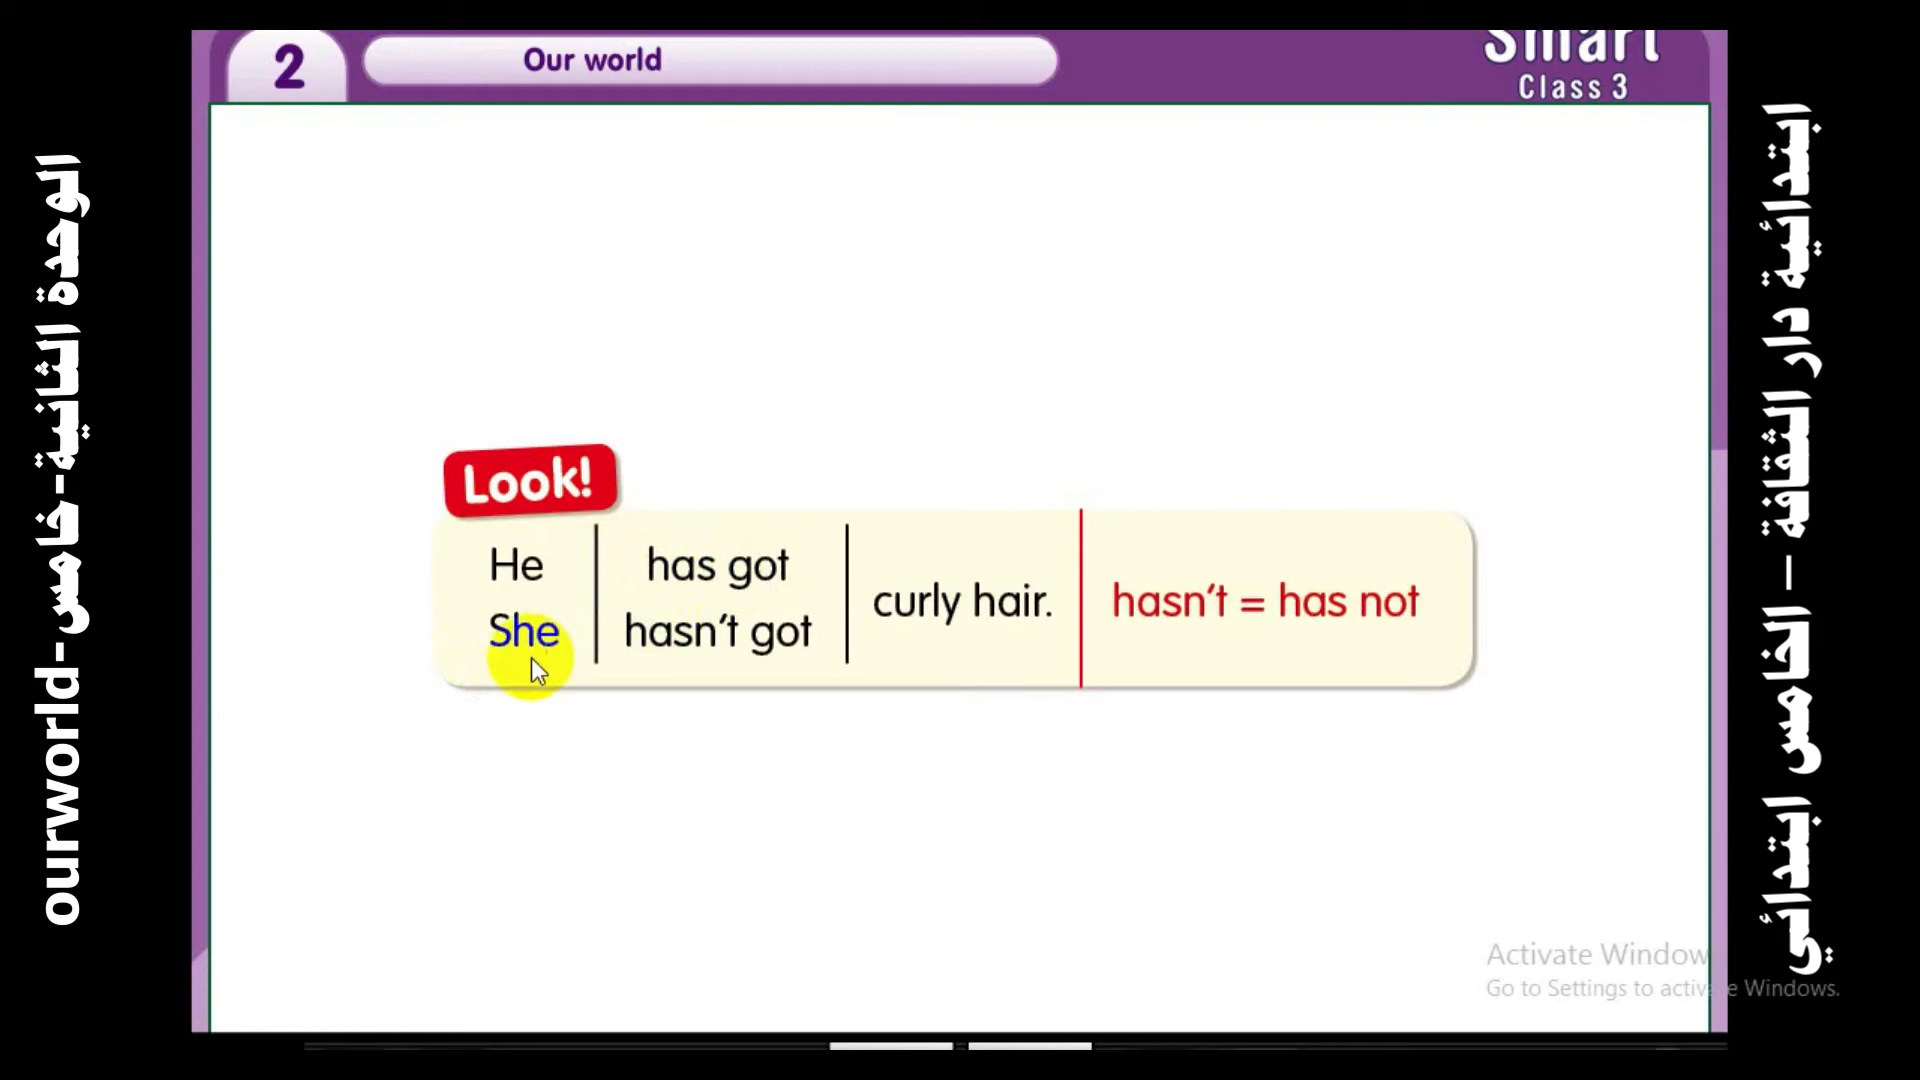 2
Our world
Smart
Class 3
Look!
He
She
has got
hasn't got
curly hair.
hasn't = has not
الوحدة الثانية-خامس-ourworld
ابتدائية دار الثقافة – الخامس ابتدائي
Activate Window
Go to Settings to activate Windows.